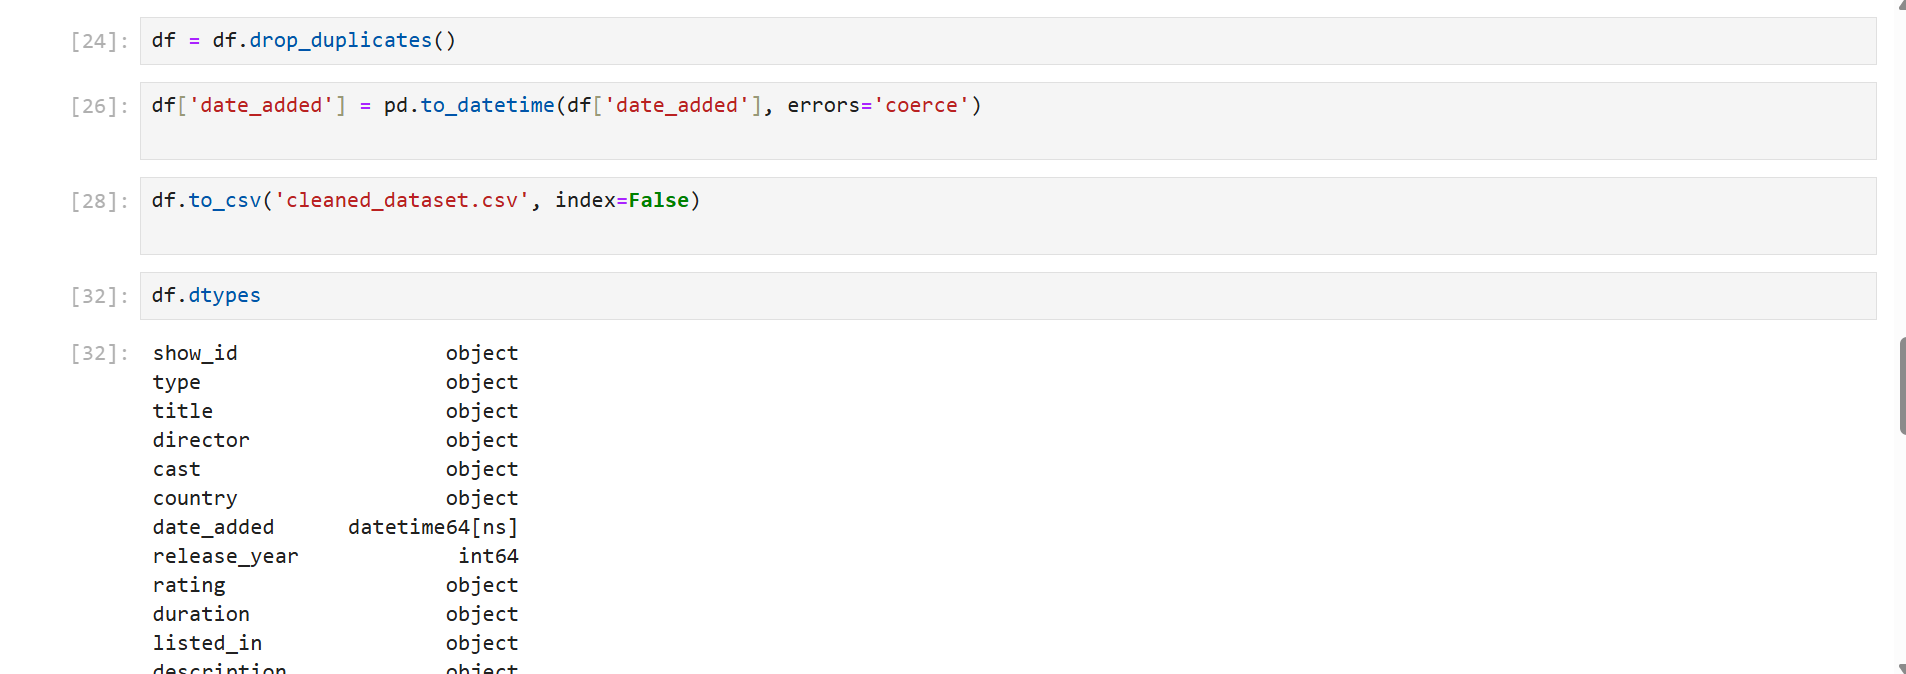 [24]: df = df.drop_duplicates()
[26]: df['date_added'] = pd.to_datetime(df['date_added'], errors='coerce')
[28]: df.to_csv('cleaned_dataset.csv', index=False)
[32]: df.dtypes
[32]: show_id object
type object
title object
director object
cast object
country object
date_added datetime64[ns]
release_year int64
rating object
duration object
listed_in object
description object